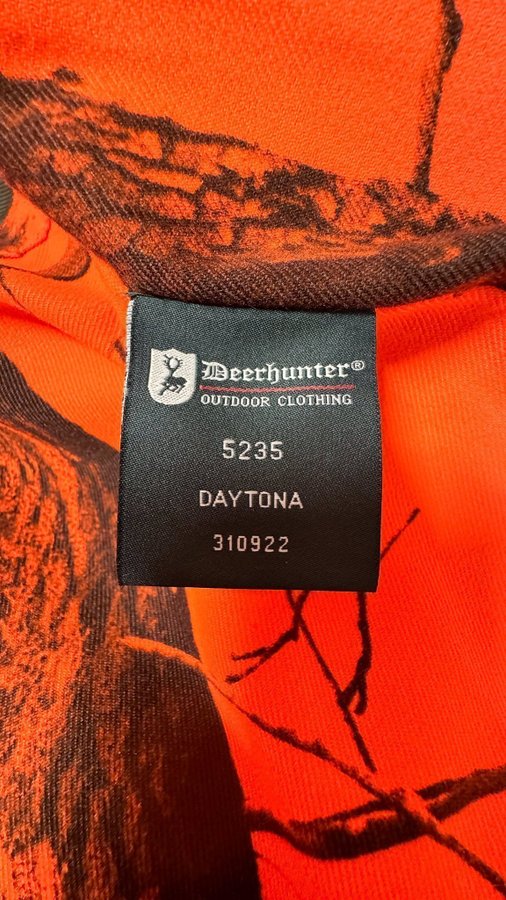 Deerhunter®
OUTDOOR CLOTHING
5235
DAYTONA
310922